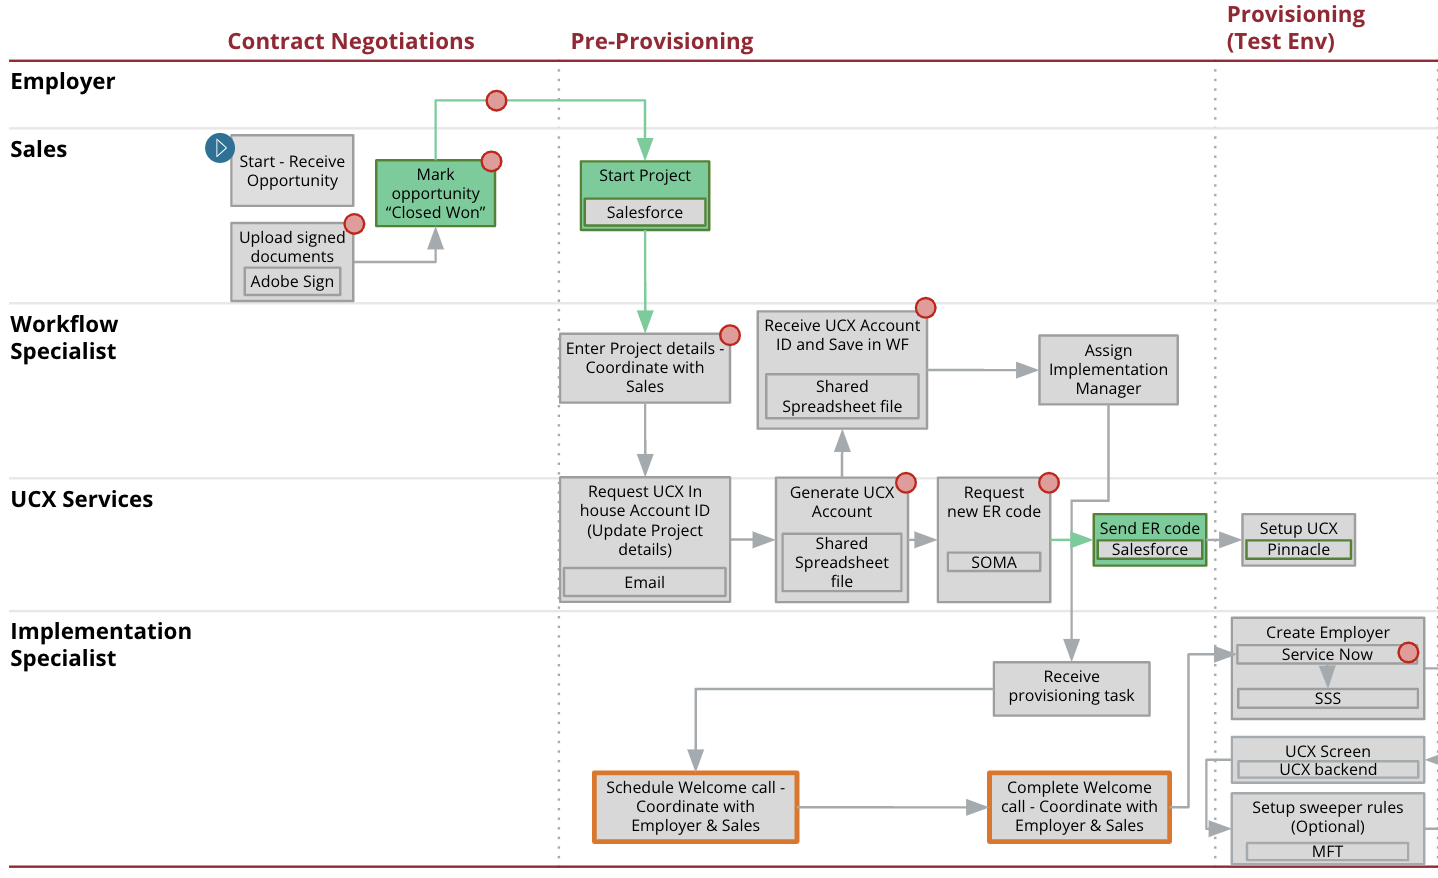 Contract Negotiations
Pre-Provisioning
Provisioning
(Test Env)
Employer
Sales
Start - Receive
Opportunity
Mark
opportunity
“Closed Won”
Upload signed
documents
Adobe Sign
Start Project
Salesforce
Workflow
Specialist
Enter Project details -
Coordinate with
Sales
Receive UCX Account
ID and Save in WF
Shared
Spreadsheet file
Assign
Implementation
Manager
UCX Services
Request UCX In
house Account ID
(Update Project
details)
Email
Generate UCX
Account
Shared
Spreadsheet
file
Request
new ER code
SOMA
Send ER code
Salesforce
Setup UCX
Pinnacle
Implementation
Specialist
Receive
provisioning task
Schedule Welcome call -
Coordinate with
Employer & Sales
Complete Welcome
call - Coordinate with
Employer & Sales
Create Employer
Service Now
SSS
UCX Screen
UCX backend
Setup sweeper rules
(Optional)
MFT